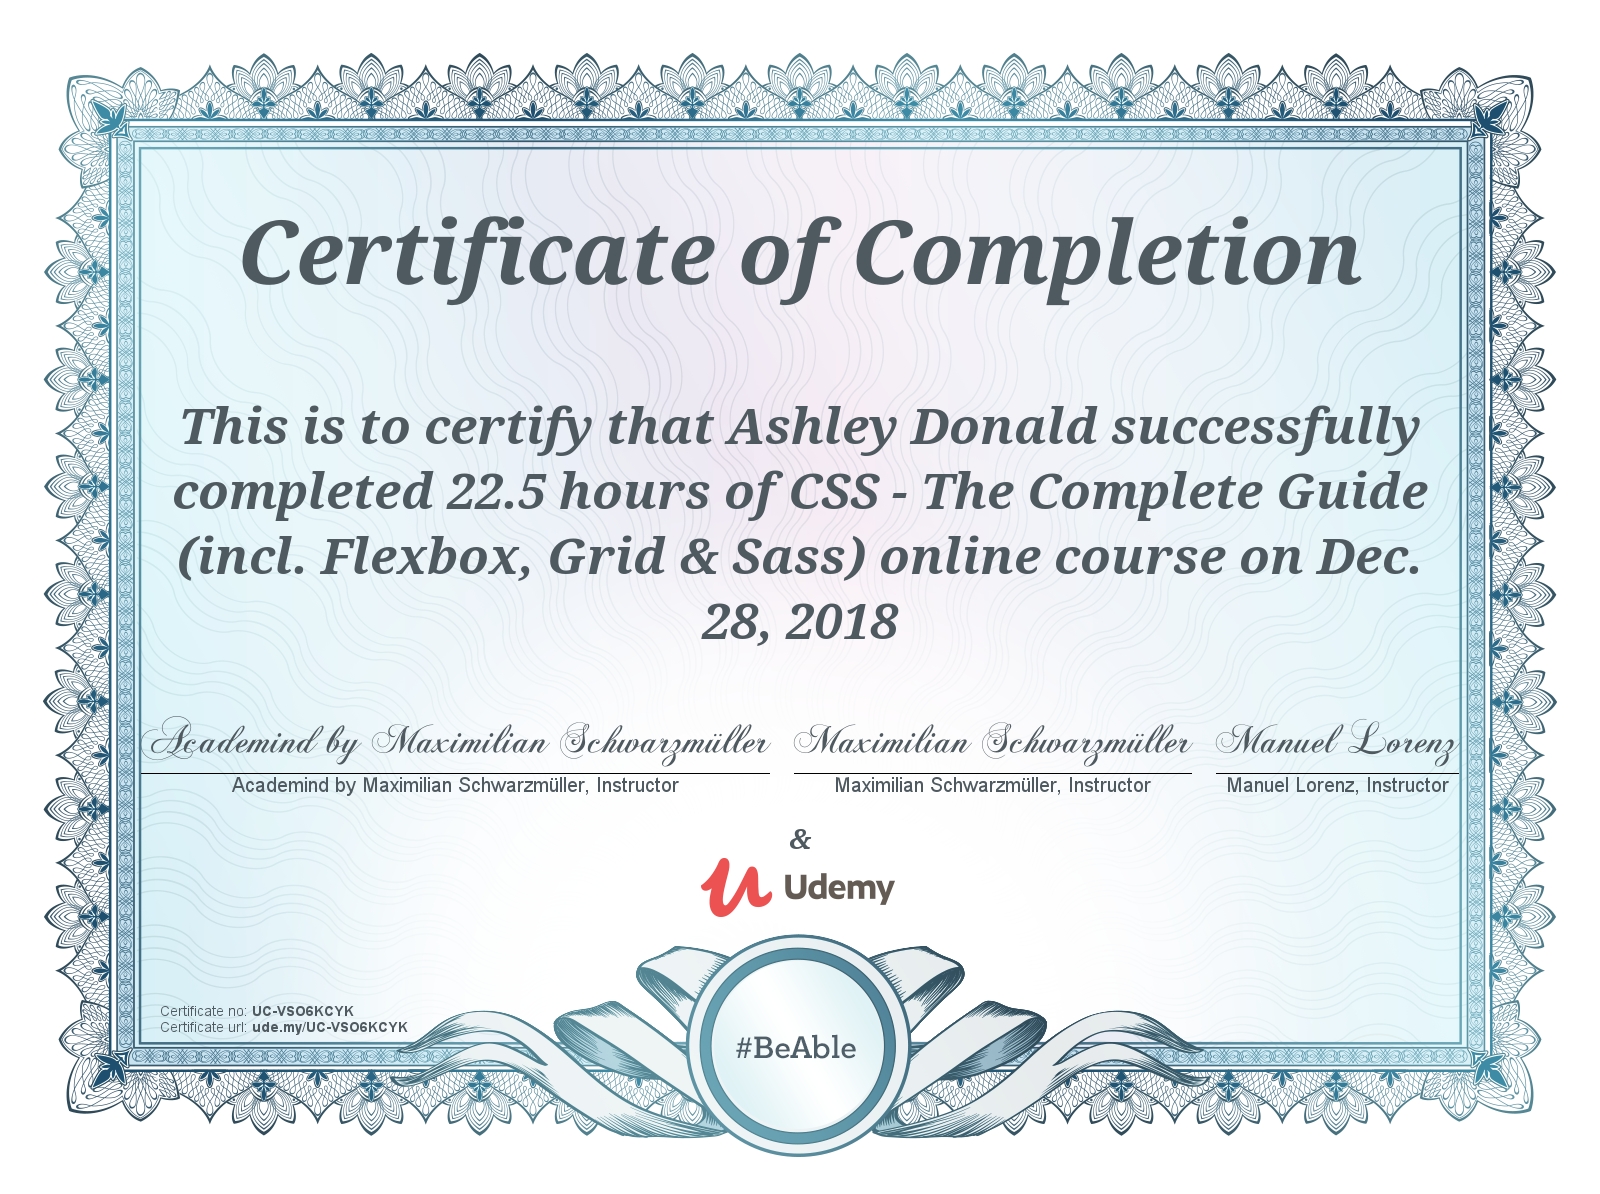 Certificate of Completion
This is to certify that Ashley Donald successfully
completed 22.5 hours of CSS - The Complete Guide
(incl. Flexbox, Grid & Sass) online course on Dec.
28, 2018
Academind by Maximilian Schwarzmüller Maximilian Schwarzmüller Manuel Lorenz
Academind by Maximilian Schwarzmüller, Instructor Maximilian Schwarzmüller, Instructor Manuel Lorenz, Instructor
&
Udemy
Certificate no: UC-VSO6KCYK
Certificate url: ude.my/UC-VSO6KCYK
#BeAble